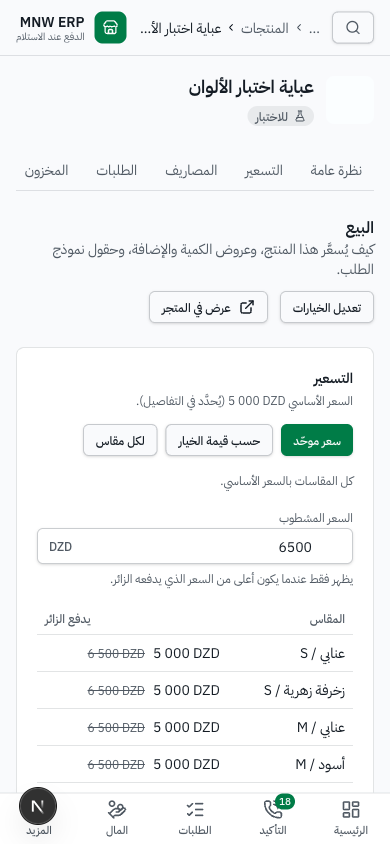 ... › المنتجات › عباية اختبار الأ...
MNW ERP
الدفع عند الاستلام
عباية اختبار الألوان
للاختبار
نظرة عامة
التسعير
المصاريف
الطلبات
المخزون
البيع
كيف يُسعَّر هذا المنتج، وعروض الكمية والإضافة، وحقول نموذج
الطلب.
تعديل الخيارات
عرض في المتجر
التسعير
السعر الأساسي 5 000 DZD (يُحدَّد في التفاصيل).
سعر موحّد
حسب قيمة الخيار
لكل مقاس
كل المقاسات بالسعر الأساسي.
السعر المشطوب
6500 DZD
يظهر فقط عندما يكون أعلى من السعر الذي يدفعه الزائر.
المقاس يدفع الزائر
عنابي / S 5 000 DZD 6 500 DZD
زخرفة زهرية / S 5 000 DZD 6 500 DZD
عنابي / M 5 000 DZD 6 500 DZD
أسود / M 5 000 DZD 6 500 DZD
الرئيسية
18
التأكيد
الطلبات
المال
N
المزيد